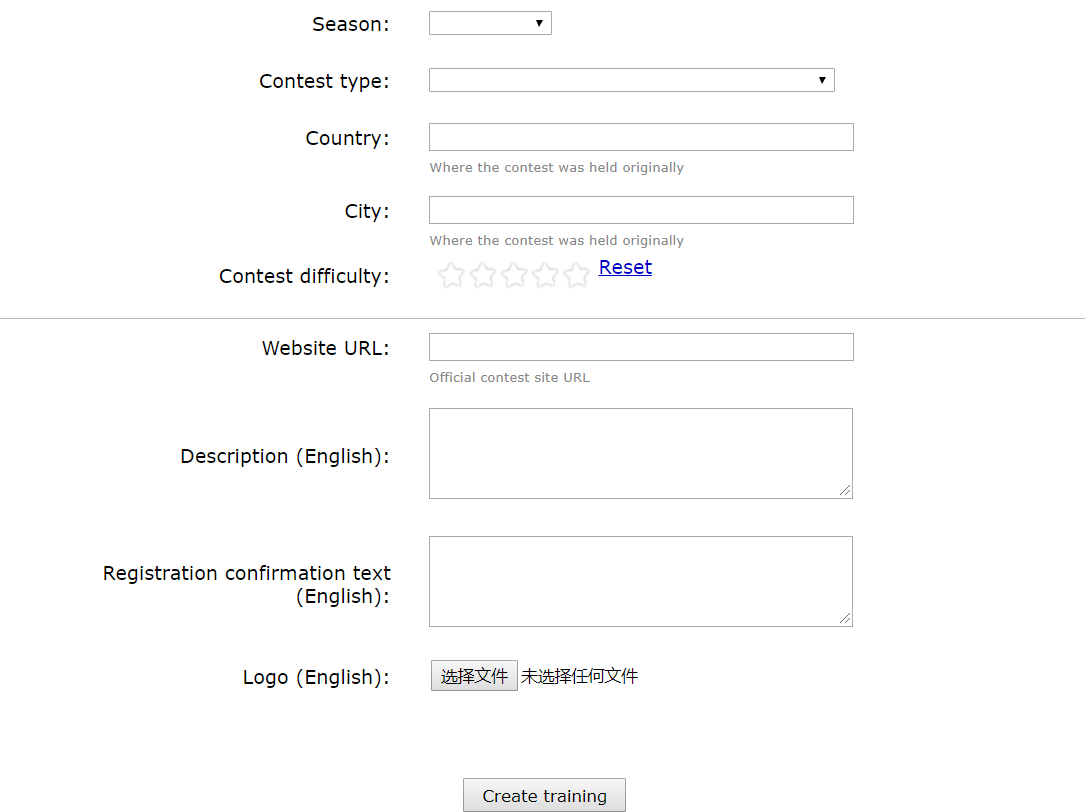 Season:
Contest type:
Country:
Where the contest was held originally
City:
Where the contest was held originally
Contest difficulty: Reset
Website URL:
Official contest site URL
Description (English):
Registration confirmation text
(English):
Logo (English): 选择文件 未选择任何文件
Create training